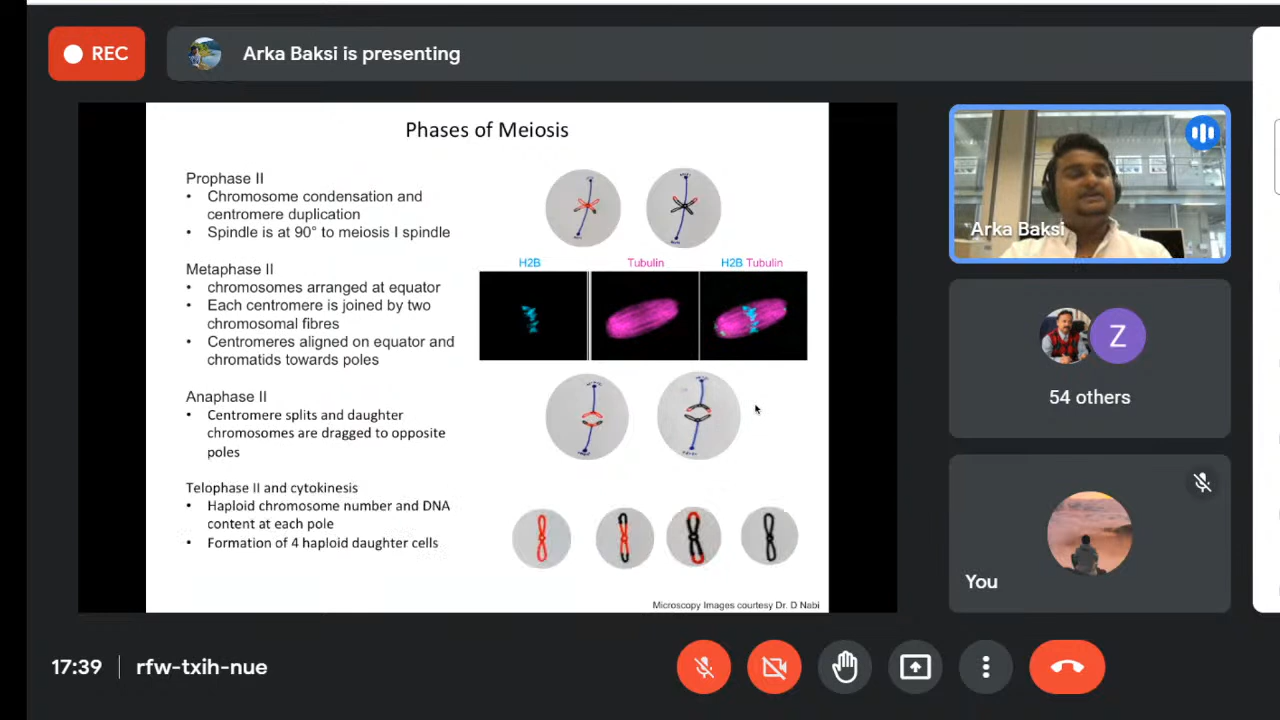 REC
Arka Baksi is presenting
Phases of Meiosis
Prophase II
• Chromosome condensation and
centromere duplication
• Spindle is at 90° to meiosis I spindle
Metaphase II
• chromosomes arranged at equator
• Each centromere is joined by two
chromosomal fibres
• Centromeres aligned on equator and
chromatids towards poles
Anaphase II
• Centromere splits and daughter
chromosomes are dragged to opposite
poles
Telophase II and cytokinesis
• Haploid chromosome number and DNA
content at each pole
• Formation of 4 haploid daughter cells
H2B
Tubulin
H2B Tubulin
Microscopy Images courtesy Dr. D Nabi
Arka Baksi
Z
54 others
You
17:39
rfw-txih-nue